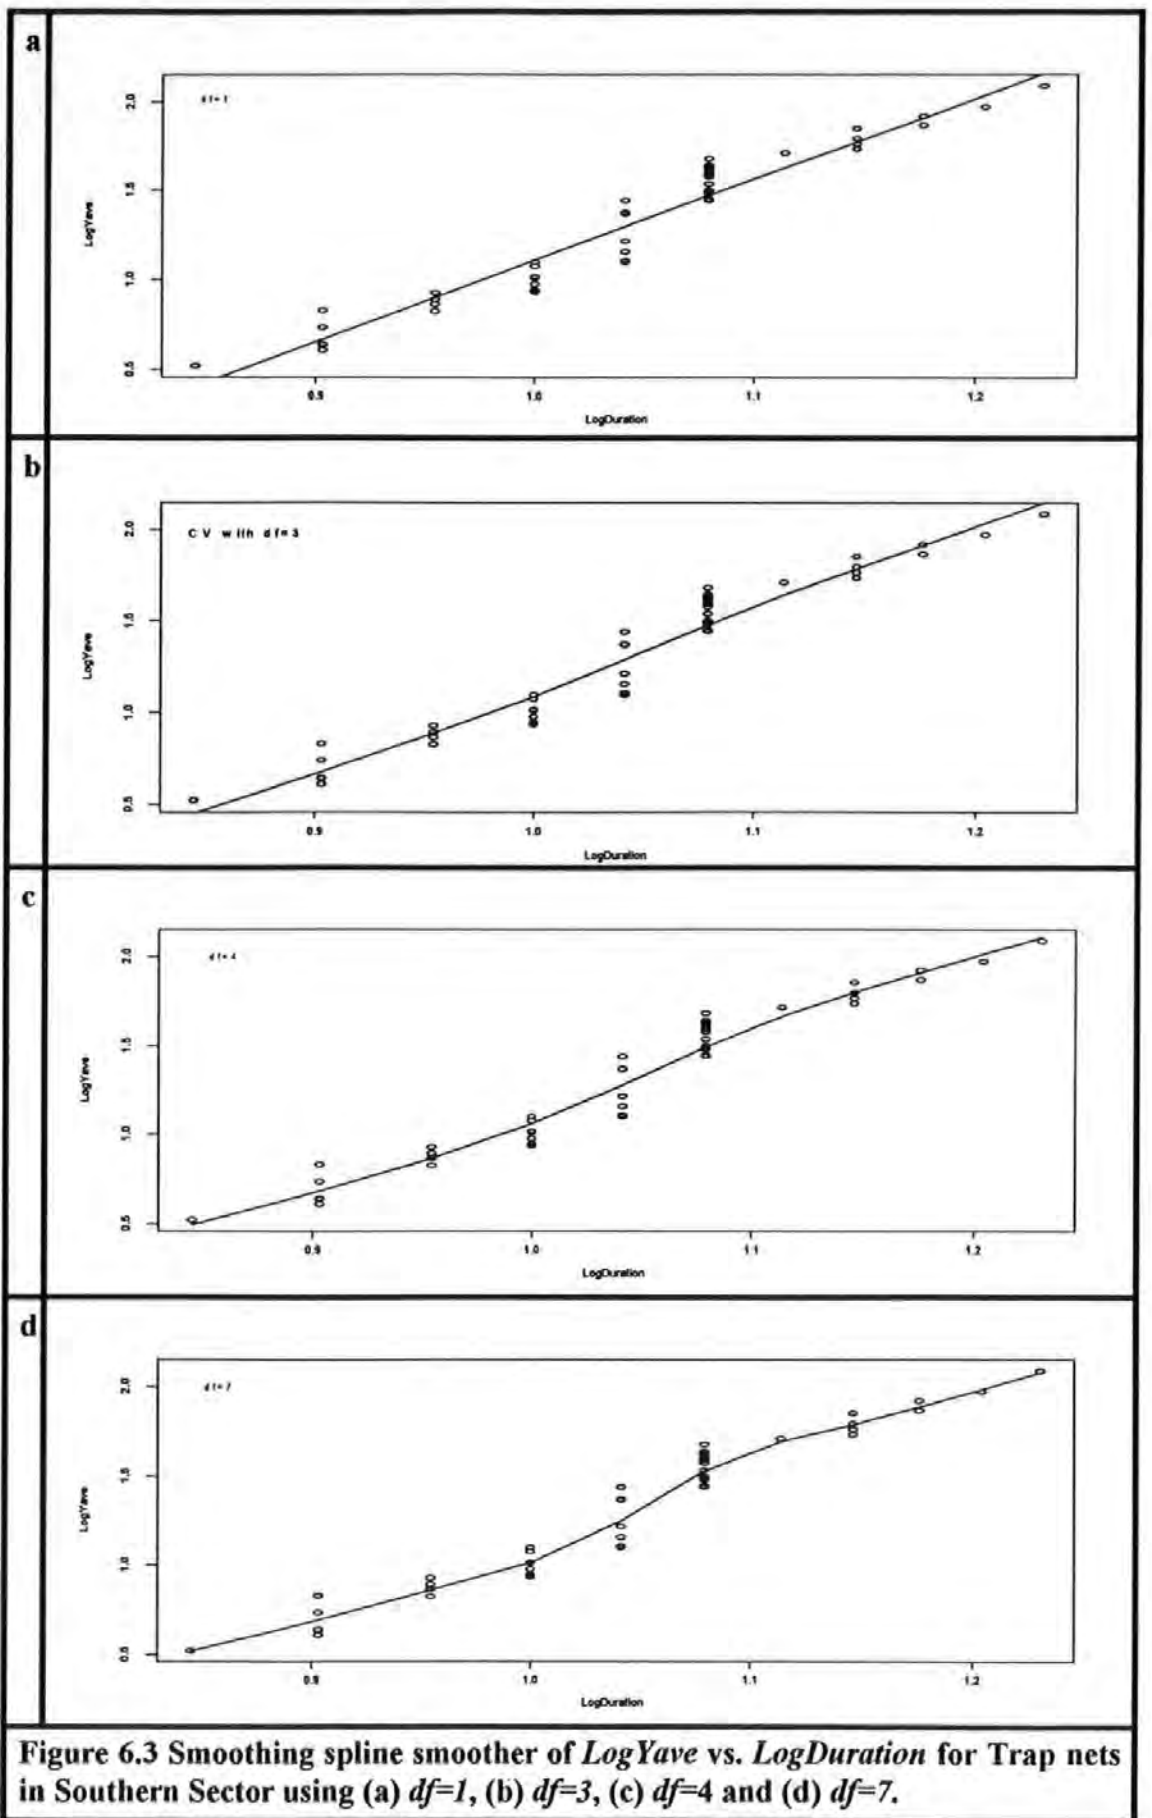 a
df=1
2.0
1.5
1.0
0.5
LogYave
0.9
1.0
1.1
1.2
LogDuration
b
CV with df=3
2.0
1.5
1.0
0.5
LogYave
0.9
1.0
1.1
1.2
LogDuration
c
df=4
2.0
1.5
1.0
0.5
LogYave
0.9
1.0
1.1
1.2
LogDuration
d
df=7
2.0
1.5
1.0
0.5
LogYave
0.9
1.0
1.1
1.2
LogDuration
Figure 6.3 Smoothing spline smoother of LogYave vs. LogDuration for Trap nets
in Southern Sector using (a) df=1, (b) df=3, (c) df=4 and (d) df=7.